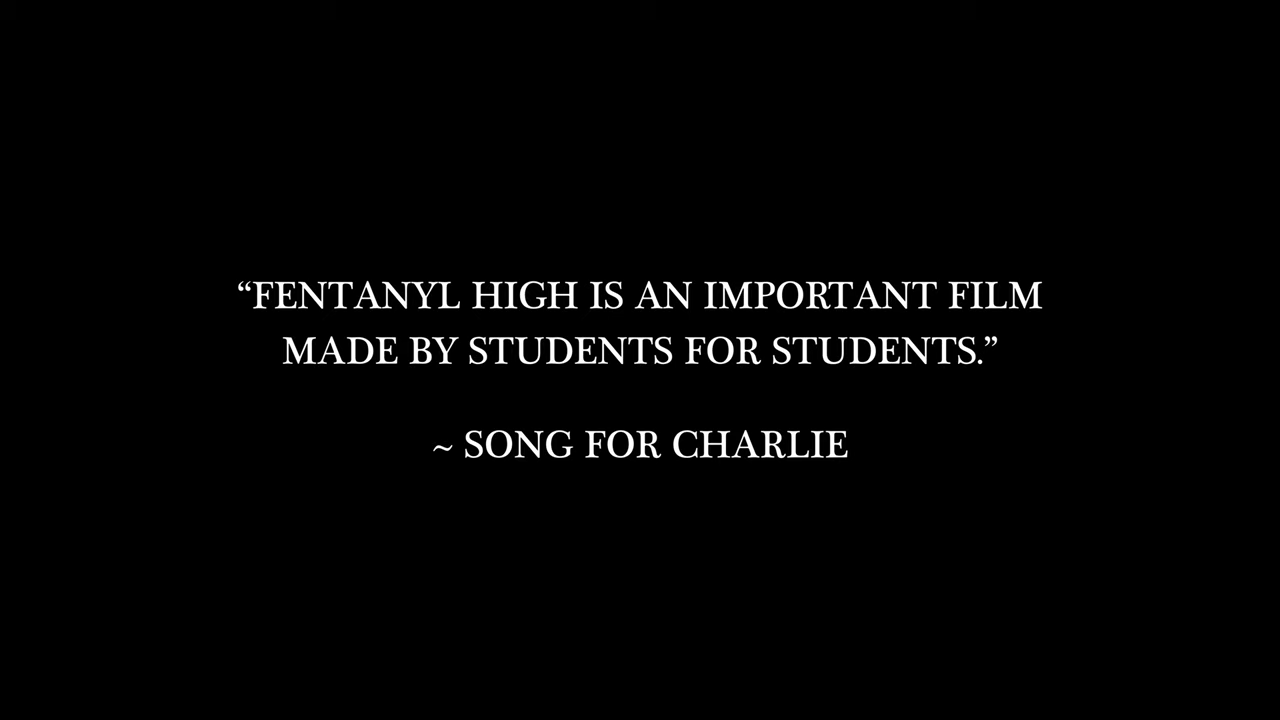 “FENTANYL HIGH IS AN IMPORTANT FILM
MADE BY STUDENTS FOR STUDENTS.”
~ SONG FOR CHARLIE